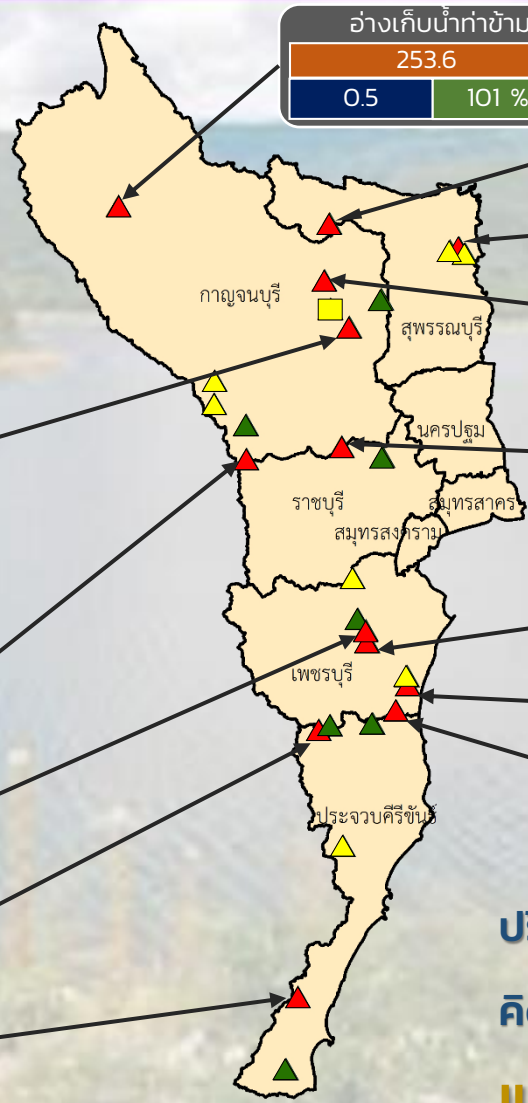 อ่างเก็บน้ำท่าข้าม
253.6
0.5 101 %
กาญจนบุรี
สุพรรณบุรี
นครปฐม
ราชบุรี
สมุทรสาคร
สมุทรสงคราม
เพชรบุรี
ประจวบคีรีขันธ์